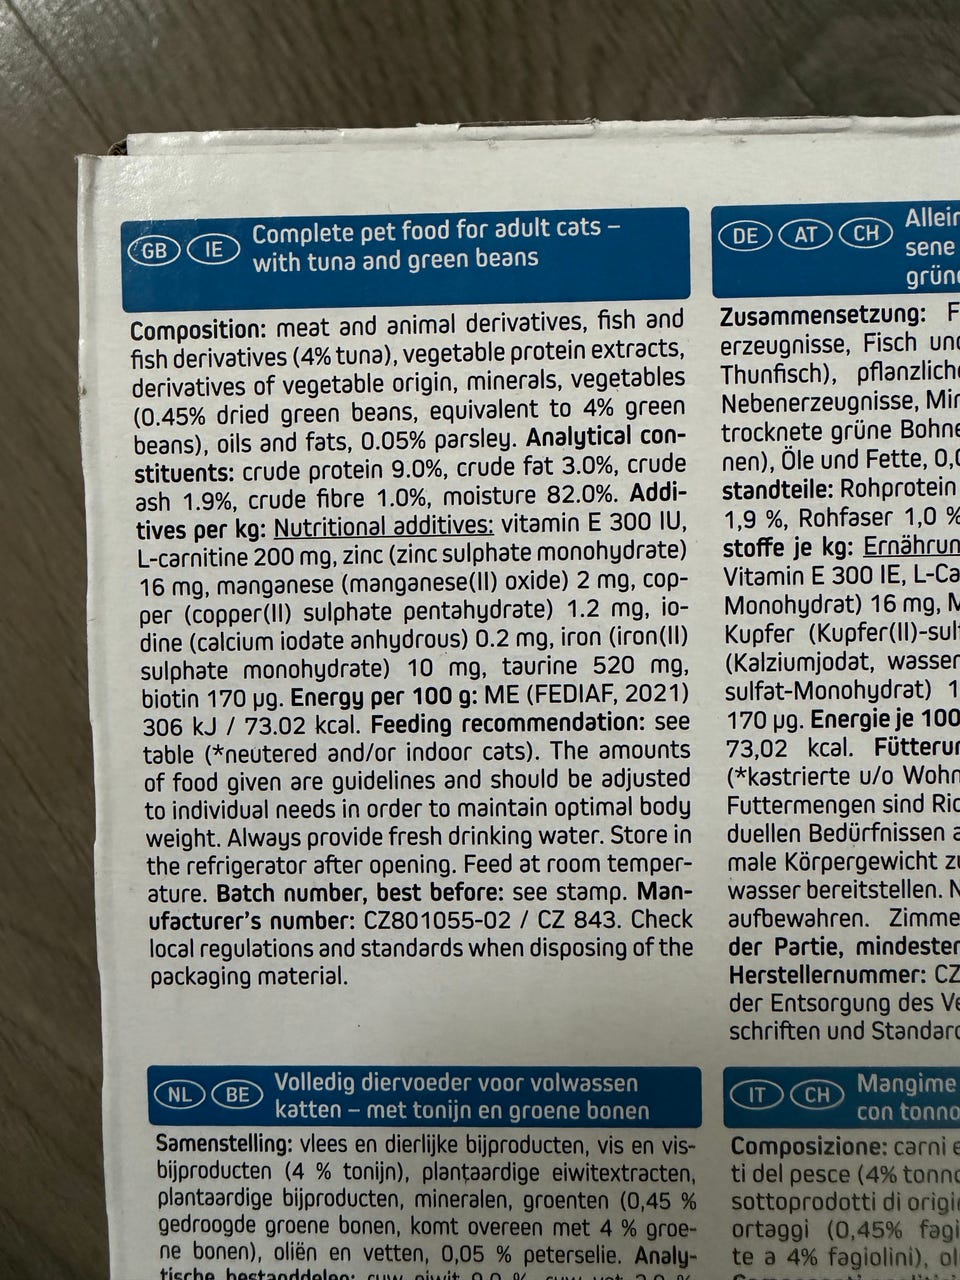 GB IE Complete pet food for adult cats –
with tuna and green beans
Composition: meat and animal derivatives, fish and
fish derivatives (4% tuna), vegetable protein extracts,
derivatives of vegetable origin, minerals, vegetables
(0.45% dried green beans, equivalent to 4% green
beans), oils and fats, 0.05% parsley. Analytical con-
stituents: crude protein 9.0%, crude fat 3.0%, crude
ash 1.9%, crude fibre 1.0%, moisture 82.0%. Addi-
tives per kg: Nutritional additives: vitamin E 300 IU,
L-carnitine 200 mg, zinc (zinc sulphate monohydrate)
16 mg, manganese (manganese(II) oxide) 2 mg, cop-
per (copper(II) sulphate pentahydrate) 1.2 mg, io-
dine (calcium iodate anhydrous) 0.2 mg, iron (iron(II)
sulphate monohydrate) 10 mg, taurine 520 mg,
biotin 170 µg. Energy per 100 g: ME (FEDIAF, 2021)
306 kJ / 73.02 kcal. Feeding recommendation: see
table (*neutered and/or indoor cats). The amounts
of food given are guidelines and should be adjusted
to individual needs in order to maintain optimal body
weight. Always provide fresh drinking water. Store in
the refrigerator after opening. Feed at room temper-
ature. Batch number, best before: see stamp. Man-
ufacturer's number: CZ801055-02 / CZ 843. Check
local regulations and standards when disposing of the
packaging material.
DE AT CH
sene
Zusammensetzung:
erzeugnisse, Fisch
Thunfisch),
Nebenerzeugnisse,
trocknete grüne
nen), Öle und Fette,
standteile: Rohprotein
1,9 %, Rohfaser 1,0 %
stoffe je kg:
Vitamin E 300 IE,
Monohydrat) 16 mg,
Kupfer
(Kalziumjodat,
sulfat-Monohydrat)
170 µg. Energie je 100
73,02 kcal.
(*kastrierte u/o
Futtermengen sind
duellen Bedürfnissen
male Körpergewicht
wasser bereitstellen.
aufbewahren.
der Partie,
Herstellernummer:
der Entsorgung des
schriften und
NL BE Volledig diervoeder voor volwassen
katten – met tonijn en groene bonen
Samenstelling: vlees en dierlijke bijproducten, vis en vis-
bijproducten (4 % tonijn), plantaardige eiwitextracten,
plantaardige bijproducten, mineralen, groenten (0,45 %
gedroogde groene bonen, komt overeen met 4 % groe-
ne bonen), oliën en vetten, 0,05 % peterselie. Analy-
tische bestanddelen:
IT CH Mangime
con tonno
Composizione: carni
ti del pesce (4%
sottoprodotti di
ortaggi (0,45%
te a 4% fagiolini),